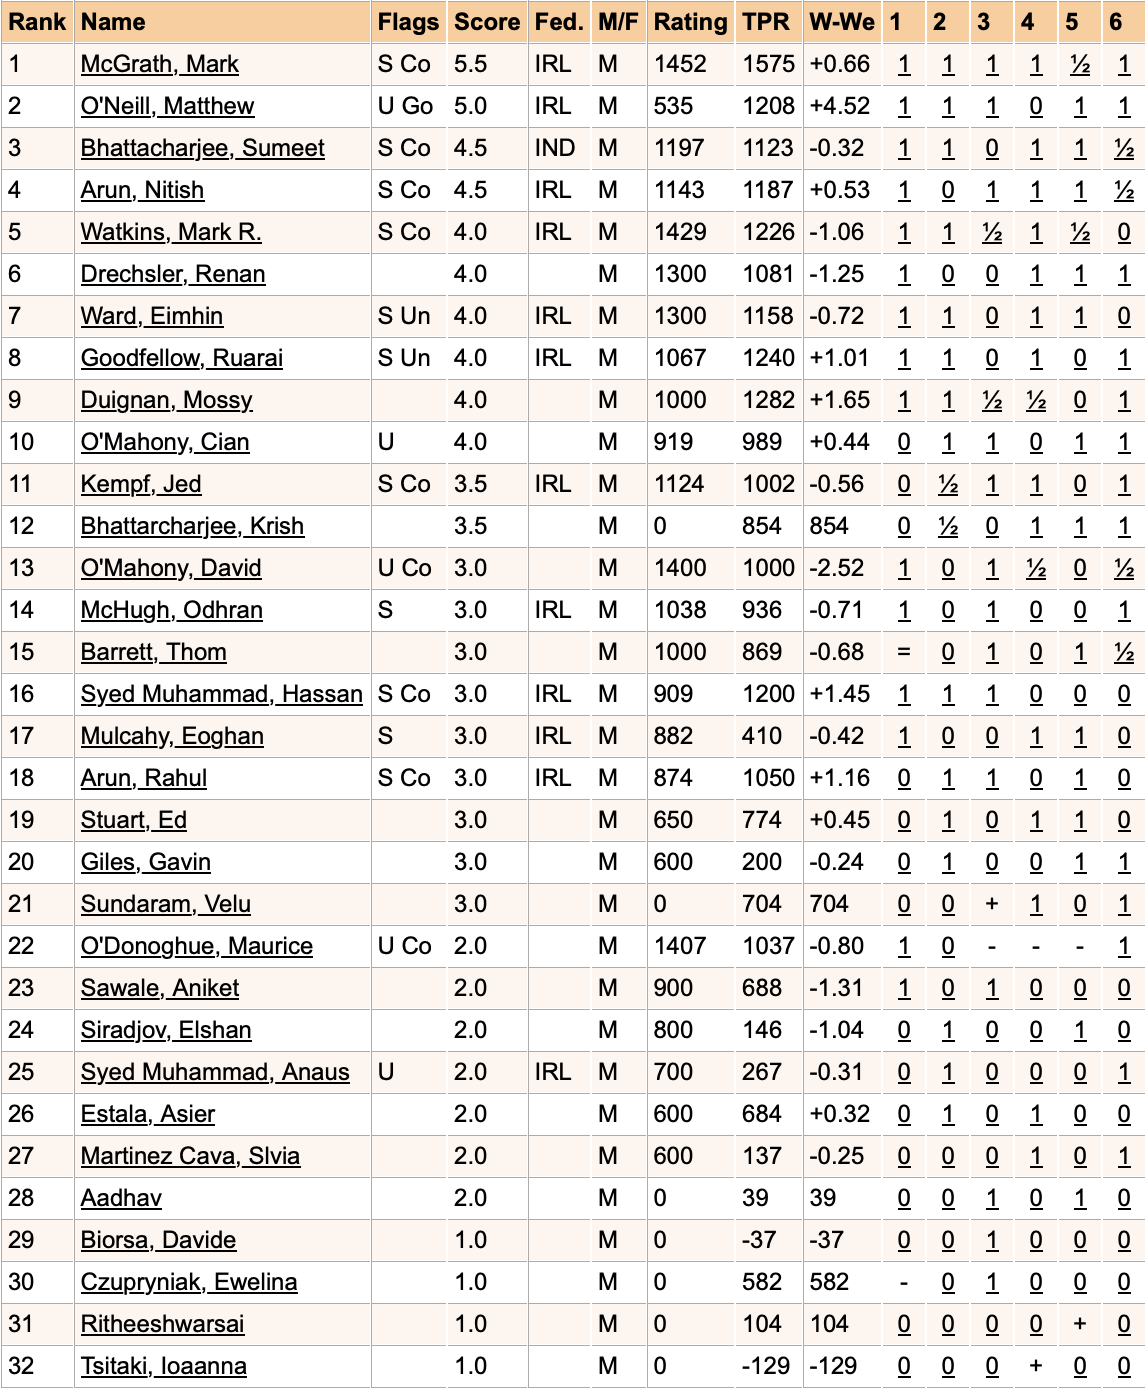 Rank Name Flags Score Fed. M/F Rating TPR W-We 1 2 3 4 5 6
1 McGrath, Mark S Co 5.5 IRL M 1452 1575 +0.66 1 1 1 1 ½ 1
2 O'Neill, Matthew U Go 5.0 IRL M 535 1208 +4.52 1 1 1 0 1 1
3 Bhattacharjee, Sumeet S Co 4.5 IND M 1197 1123 -0.32 1 1 0 1 1 ½
4 Arun, Nitish S Co 4.5 IRL M 1143 1187 +0.53 1 0 1 1 1 ½
5 Watkins, Mark R. S Co 4.0 IRL M 1429 1226 -1.06 1 1 ½ 1 ½ 0
6 Drechsler, Renan 4.0 M 1300 1081 -1.25 1 0 0 1 1 1
7 Ward, Eimhin S Un 4.0 IRL M 1300 1158 -0.72 1 1 0 1 1 0
8 Goodfellow, Ruarai S Un 4.0 IRL M 1067 1240 +1.01 1 1 0 1 0 1
9 Duignan, Mossy 4.0 M 1000 1282 +1.65 1 1 ½ ½ 0 1
10 O'Mahony, Cian U 4.0 M 919 989 +0.44 0 1 1 0 1 1
11 Kempf, Jed S Co 3.5 IRL M 1124 1002 -0.56 0 ½ 1 1 0 1
12 Bhattarcharjee, Krish 3.5 M 0 854 854 0 ½ 0 1 1 1
13 O'Mahony, David U Co 3.0 M 1400 1000 -2.52 1 0 1 ½ 0 ½
14 McHugh, Odhran S 3.0 IRL M 1038 936 -0.71 1 0 1 0 0 1
15 Barrett, Thom 3.0 M 1000 869 -0.68 = 0 1 0 1 ½
16 Syed Muhammad, Hassan S Co 3.0 IRL M 909 1200 +1.45 1 1 1 0 0 0
17 Mulcahy, Eoghan S 3.0 IRL M 882 410 -0.42 1 0 0 1 1 0
18 Arun, Rahul S Co 3.0 IRL M 874 1050 +1.16 0 1 1 0 1 0
19 Stuart, Ed 3.0 M 650 774 +0.45 0 1 0 1 1 0
20 Giles, Gavin 3.0 M 600 200 -0.24 0 1 0 0 1 1
21 Sundaram, Velu 3.0 M 0 704 704 0 0 + 1 0 1
22 O'Donoghue, Maurice U Co 2.0 M 1407 1037 -0.80 1 0 - - - 1
23 Sawale, Aniket 2.0 M 900 688 -1.31 1 0 1 0 0 0
24 Siradjov, Elshan 2.0 M 800 146 -1.04 0 1 0 0 1 0
25 Syed Muhammad, Anaus U 2.0 IRL M 700 267 -0.31 0 1 0 0 0 1
26 Estala, Asier 2.0 M 600 684 +0.32 0 1 0 1 0 0
27 Martinez Cava, Slvia 2.0 M 600 137 -0.25 0 0 0 1 0 1
28 Aadhav 2.0 M 0 39 39 0 0 1 0 1 0
29 Biorsa, Davide 1.0 M 0 -37 -37 0 0 1 0 0 0
30 Czupryniak, Ewelina 1.0 M 0 582 582 - 0 1 0 0 0
31 Ritheeshwarsai 1.0 M 0 104 104 0 0 0 0 + 0
32 Tsitaki, Ioaanna 1.0 M 0 -129 -129 0 0 0 + 0 0